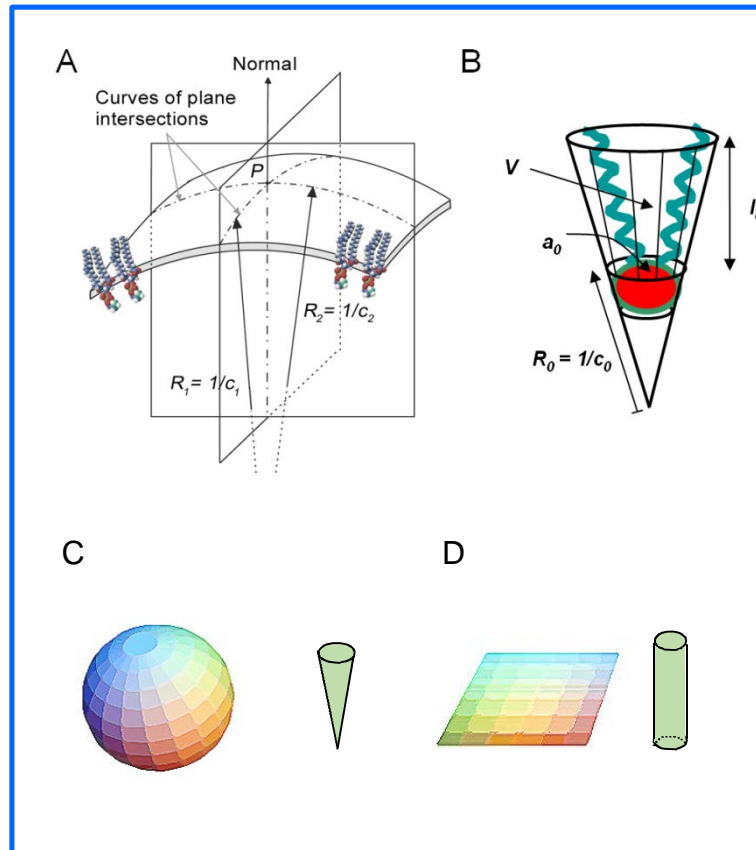 A
Normal
Curves of plane
intersections
P
R2 = 1/c2
R1 = 1/c1
B
V
a0
R0 = 1/c0
C
D